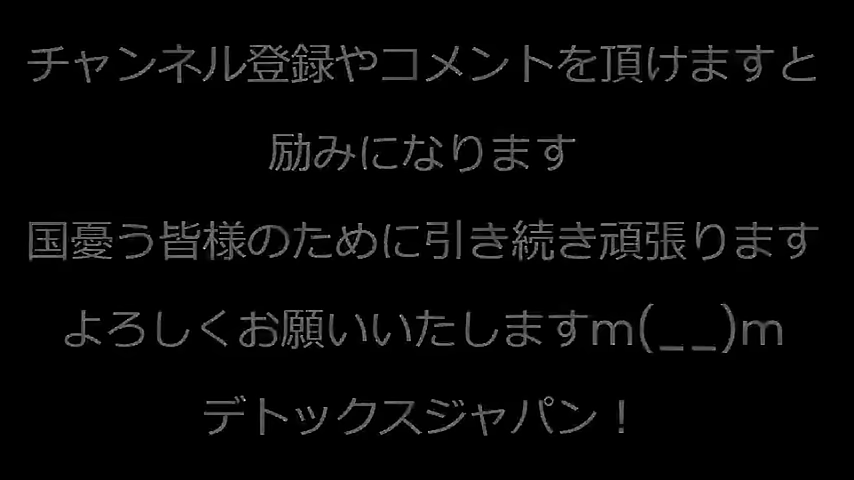 チャンネル登録やコメントを頂けますと
励みになります
国憂う皆様のために引き続き頑張ります
よろしくお願いいたしますm(__)m
デトックスジャパン！